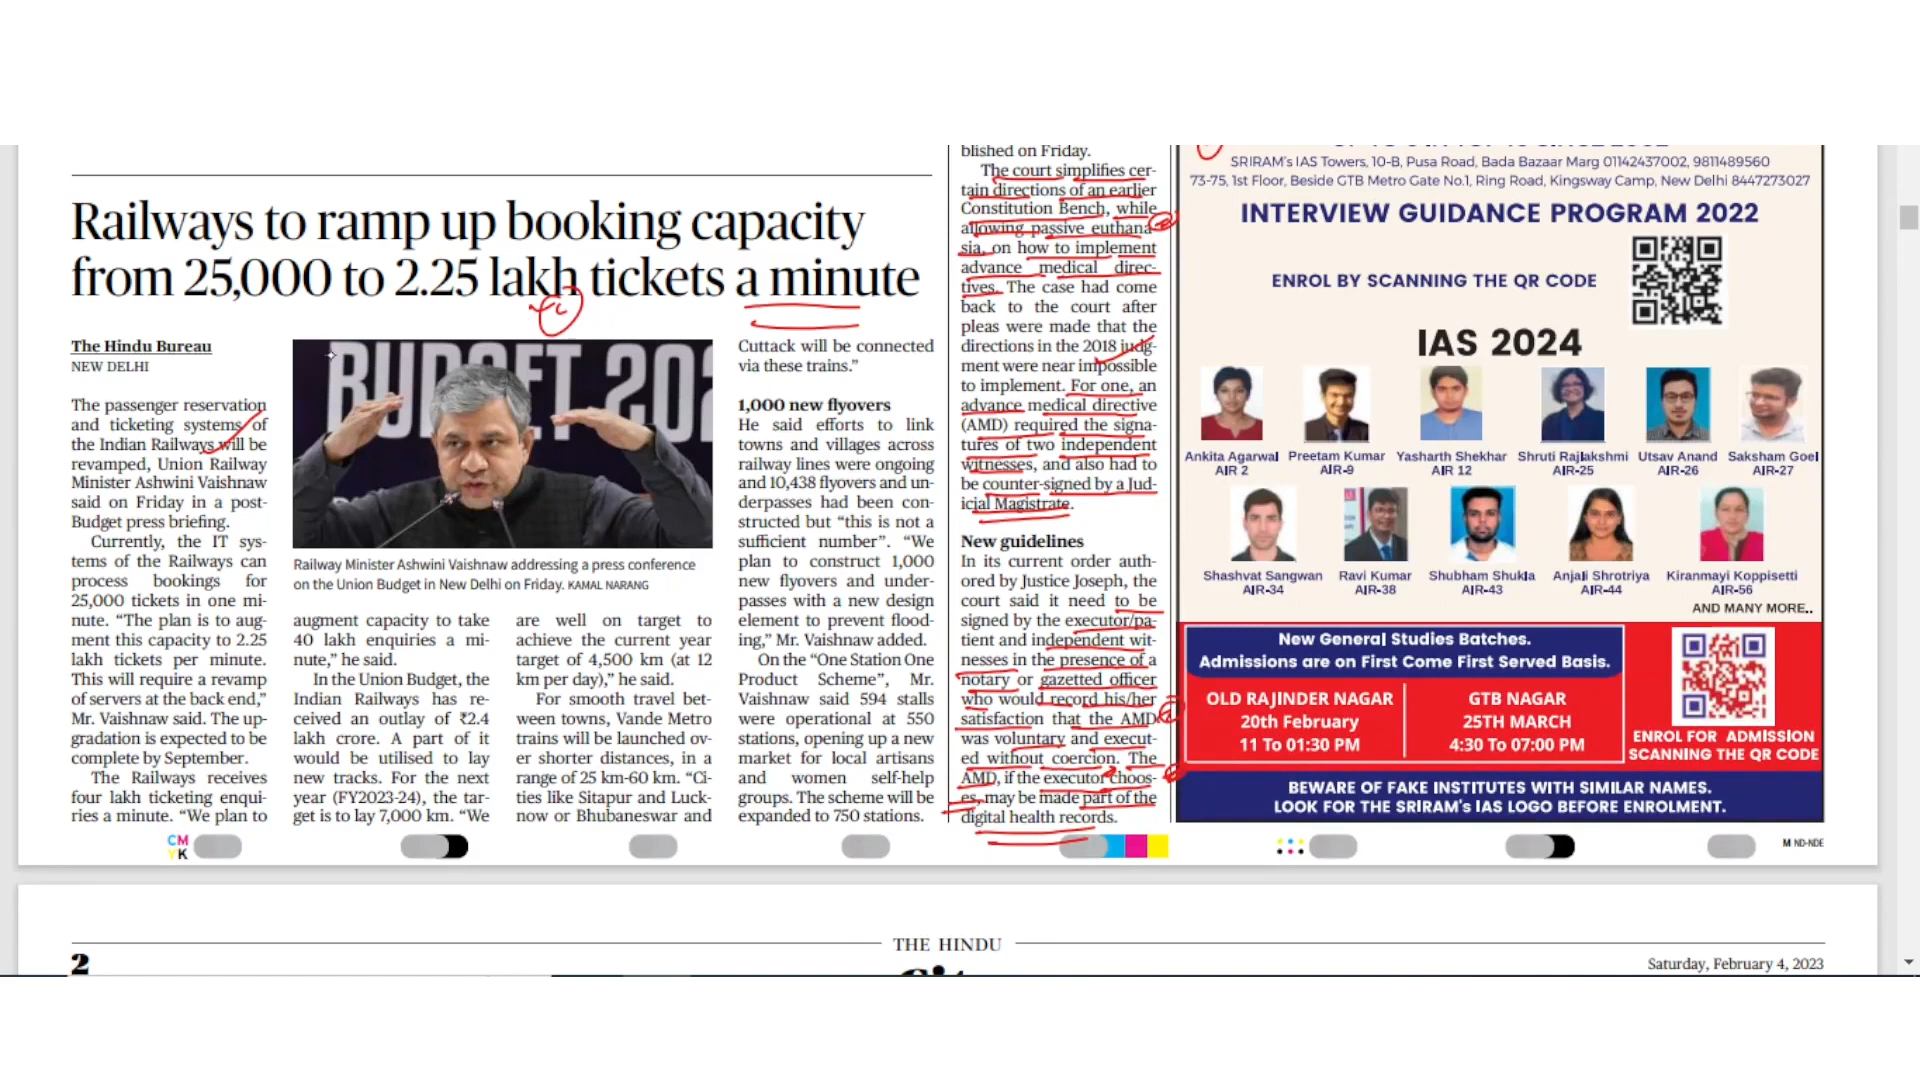 Railways to ramp up booking capacity
from 25,000 to 2.25 lakh tickets a minute
The Hindu Bureau
NEW DELHI
The passenger reservation
and ticketing systems of
the Indian Railways will be
revamped, Union Railway
Minister Ashwini Vaishnaw
said on Friday in a post-
Budget press briefing.
Currently, the IT sys-
tems of the Railways can
process bookings for
25,000 tickets in one mi-
nute. “The plan is to aug-
ment this capacity to 2.25
lakh tickets per minute.
This will require a revamp
of servers at the back end,”
Mr. Vaishnaw said. The up-
gradation is expected to be
complete by September.
The Railways receives
four lakh ticketing enqui-
ries a minute. “We plan to
BUDGET 202
Railway Minister Ashwini Vaishnaw addressing a press conference
on the Union Budget in New Delhi on Friday. KAMAL NARANG
augment capacity to take
40 lakh enquiries a mi-
nute,” he said.
In the Union Budget, the
Indian Railways has re-
ceived an outlay of ₹2.4
lakh crore. A part of it
would be utilised to lay
new tracks. For the next
year (FY2023-24), the tar-
get is to lay 7,000 km. “We
are well on target to
achieve the current year
target of 4,500 km (at 12
km per day),” he said.
For smooth travel bet-
ween towns, Vande Metro
trains will be launched ov-
er shorter distances, in a
range of 25 km-60 km. “Ci-
ties like Sitapur and Luck-
now or Bhubaneswar and
Cuttack will be connected
via these trains.”
1,000 new flyovers
He said efforts to link
towns and villages across
railway lines were ongoing
and 10,438 flyovers and un-
derpasses had been con-
structed but “this is not a
sufficient number”. “We
plan to construct 1,000
new flyovers and under-
passes with a new design
element to prevent flood-
ing,” Mr. Vaishnaw added.
On the “One Station One
Product Scheme”, Mr.
Vaishnaw said 594 stalls
were operational at 550
stations, opening up a new
market for local artisans
and women self-help
groups. The scheme will be
expanded to 750 stations.
blished on Friday.
The court simplifies cer-
tain directions of an earlier
Constitution Bench, while
allowing passive euthana-
sia, on how to implement
advance medical direc-
tives. The case had come
back to the court after
pleas were made that the
directions in the 2018 judg-
ment were near impossible
to implement. For one, an
advance medical directive
(AMD) required the signa-
tures of two independent
witnesses, and also had to
be counter-signed by a Jud-
icial Magistrate.
New guidelines
In its current order auth-
ored by Justice Joseph, the
court said it need to be
signed by the executor/pa-
tient and independent wit-
nesses in the presence of a
notary or gazetted officer
who would record his/her
satisfaction that the AMD
was voluntary and execut-
ed without coercion. The
AMD, if the executor choos-
es, may be made part of the
digital health records.
SRIRAM's IAS Towers, 10-B, Pusa Road, Bada Bazaar Marg 01142437002, 9811489560
73-75, 1st Floor, Beside GTB Metro Gate No.1, Ring Road, Kingsway Camp, New Delhi 8447273027
INTERVIEW GUIDANCE PROGRAM 2022
ENROL BY SCANNING THE QR CODE
IAS 2024
Ankita Agarwal Preetam Kumar Yasharth Shekhar Shruti Rajlakshmi Utsav Anand Saksham Goel
AIR 2 AIR-9 AIR 12 AIR-25 AIR-26 AIR-27
Shashvat Sangwan Ravi Kumar Shubham Shukla Anjali Shrotriya Kiranmayi Koppisetti
AIR-34 AIR-38 AIR-43 AIR-44 AIR-56
AND MANY MORE..
New General Studies Batches.
Admissions are on First Come First Served Basis.
OLD RAJINDER NAGAR
20th February
11 To 01:30 PM
GTB NAGAR
25TH MARCH
4:30 To 07:00 PM
ENROL FOR ADMISSION
SCANNING THE QR CODE
BEWARE OF FAKE INSTITUTES WITH SIMILAR NAMES.
LOOK FOR THE SRIRAM's IAS LOGO BEFORE ENROLMENT.
CM
YK
M ND-NDE
THE HINDU
2
Saturday, February 4, 2023